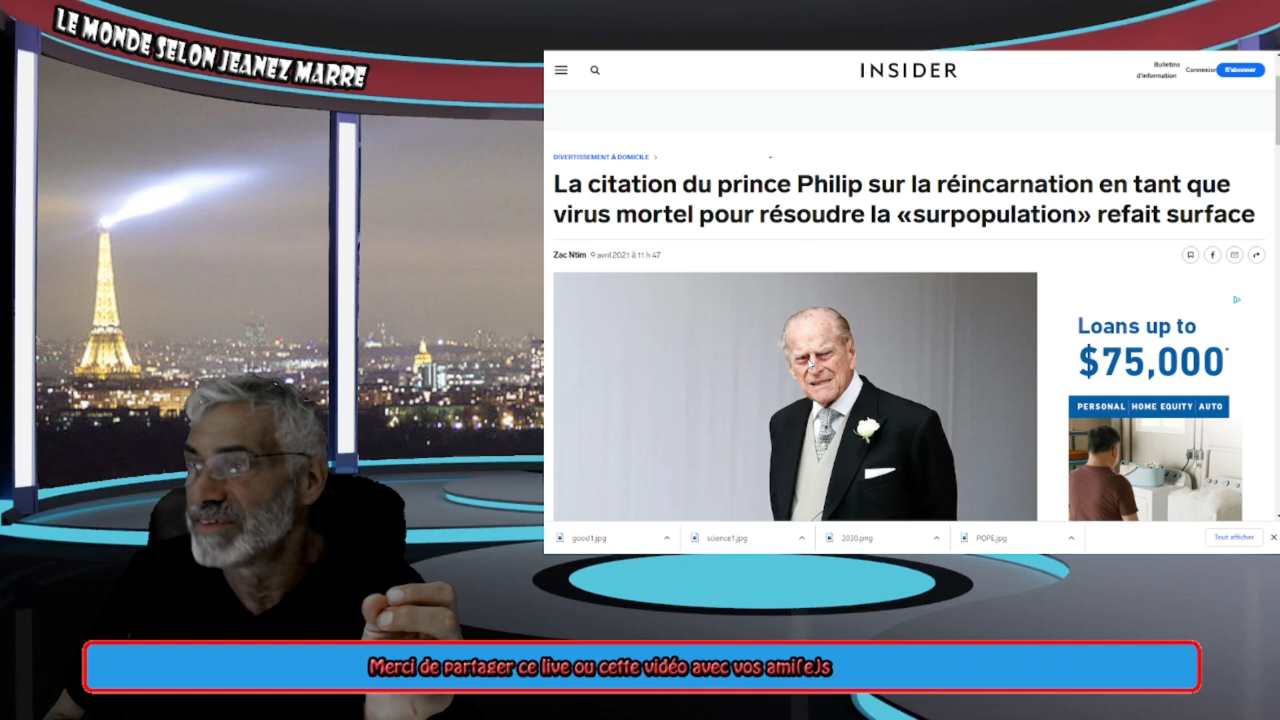 LE MONDE SELON JEANEZ MARRE
INSIDER
Bulletins
d'information
Connexion
S'abonner
DIVERTISSEMENT À DOMICILE
La citation du prince Philip sur la réincarnation en tant que
virus mortel pour résoudre la «surpopulation» refait surface
Zac Ntim 9 avril 2021 à 11 h 47
Loans up to
$75,000*
PERSONAL HOME EQUITY AUTO
good1.jpg
science1.jpg
2030.png
POPE.jpg
Tout afficher
Merci de partager ce live ou cette vidéo avec vos ami(e)s